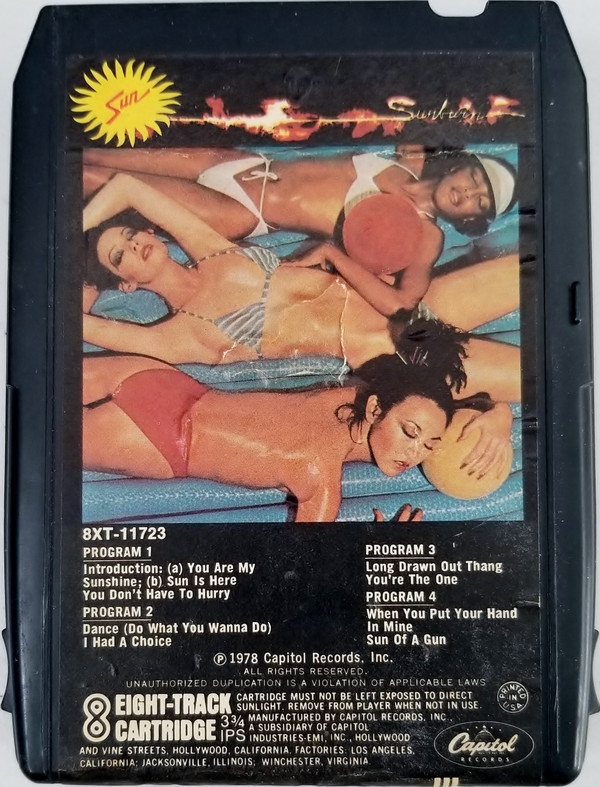 Sun
Sunburn
8XT-11723
PROGRAM 1
Introduction: (a) You Are My
Sunshine; (b) Sun Is Here
You Don't Have To Hurry
PROGRAM 2
Dance (Do What You Wanna Do)
I Had A Choice
PROGRAM 3
Long Drawn Out Thang
You're The One
PROGRAM 4
When You Put Your Hand
In Mine
Sun Of A Gun
Ⓟ 1978 Capitol Records, Inc.
ALL RIGHTS RESERVED.
UNAUTHORIZED DUPLICATION IS A VIOLATION OF APPLICABLE LAWS
8 EIGHT-TRACK
CARTRIDGE
3¾
IPS
CARTRIDGE MUST NOT BE LEFT EXPOSED TO DIRECT
SUNLIGHT. REMOVE FROM PLAYER WHEN NOT IN USE.
MANUFACTURED BY CAPITOL RECORDS, INC.,
A SUBSIDIARY OF CAPITOL
INDUSTRIES-EMI, INC., HOLLYWOOD
AND VINE STREETS, HOLLYWOOD, CALIFORNIA. FACTORIES: LOS ANGELES,
CALIFORNIA; JACKSONVILLE, ILLINOIS; WINCHESTER, VIRGINIA
PRINTED
IN
U.S.A.
Capitol
RECORDS